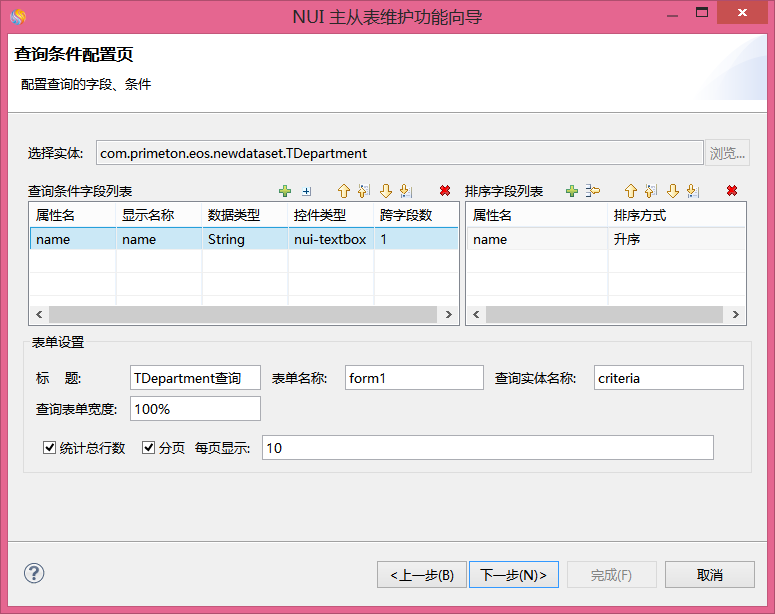 NUI 主从表维护功能向导
查询条件配置页
配置查询的字段、条件
选择实体: com.primeton.eos.newdataset.TDepartment 浏览...
查询条件字段列表 排序字段列表
属性名 显示名称 数据类型 控件类型 跨字段数 属性名 排序方式
name name String nui-textbox 1 name 升序
表单设置
标 题: TDepartment查询 表单名称: form1 查询实体名称: criteria
查询表单宽度: 100%
统计总行数 分页 每页显示: 10
<上一步(B) 下一步(N)> 完成(F) 取消